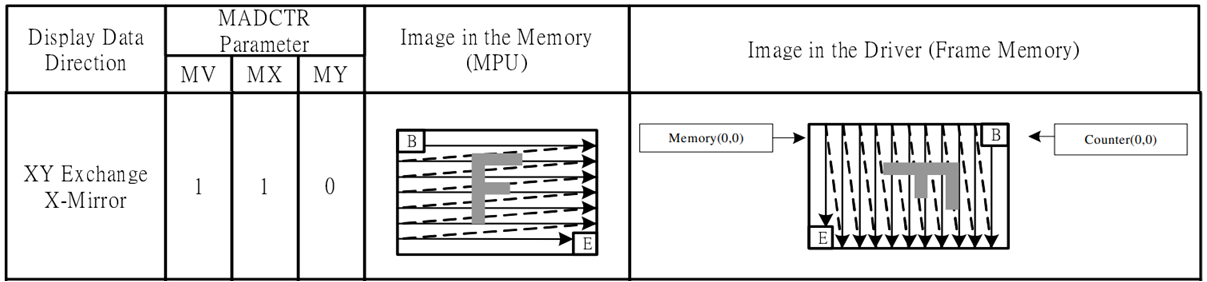 Display Data
Direction
MADCTR
Parameter
MV MX MY
Image in the Memory
(MPU)
Image in the Driver (Frame Memory)
XY Exchange
X-Mirror
1 1 0
B
F
E
Memory(0,0)
B
Counter(0,0)
F
E